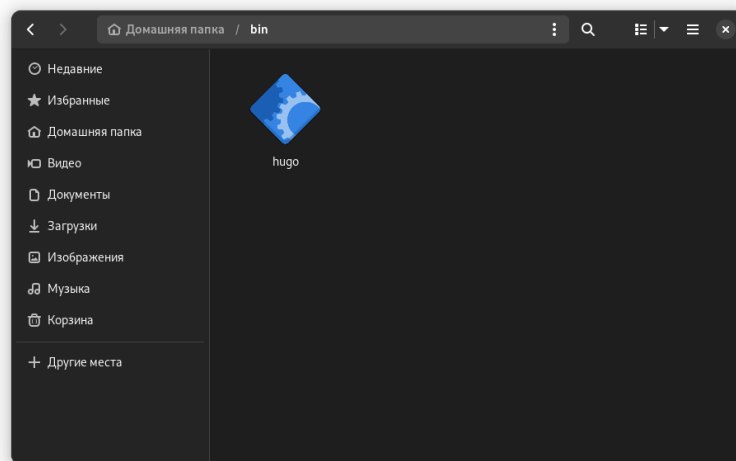 Домашняя папка / bin
Недавние
Избранные
Домашняя папка
Видео
Документы
Загрузки
Изображения
Музыка
Корзина
Другие места
hugo